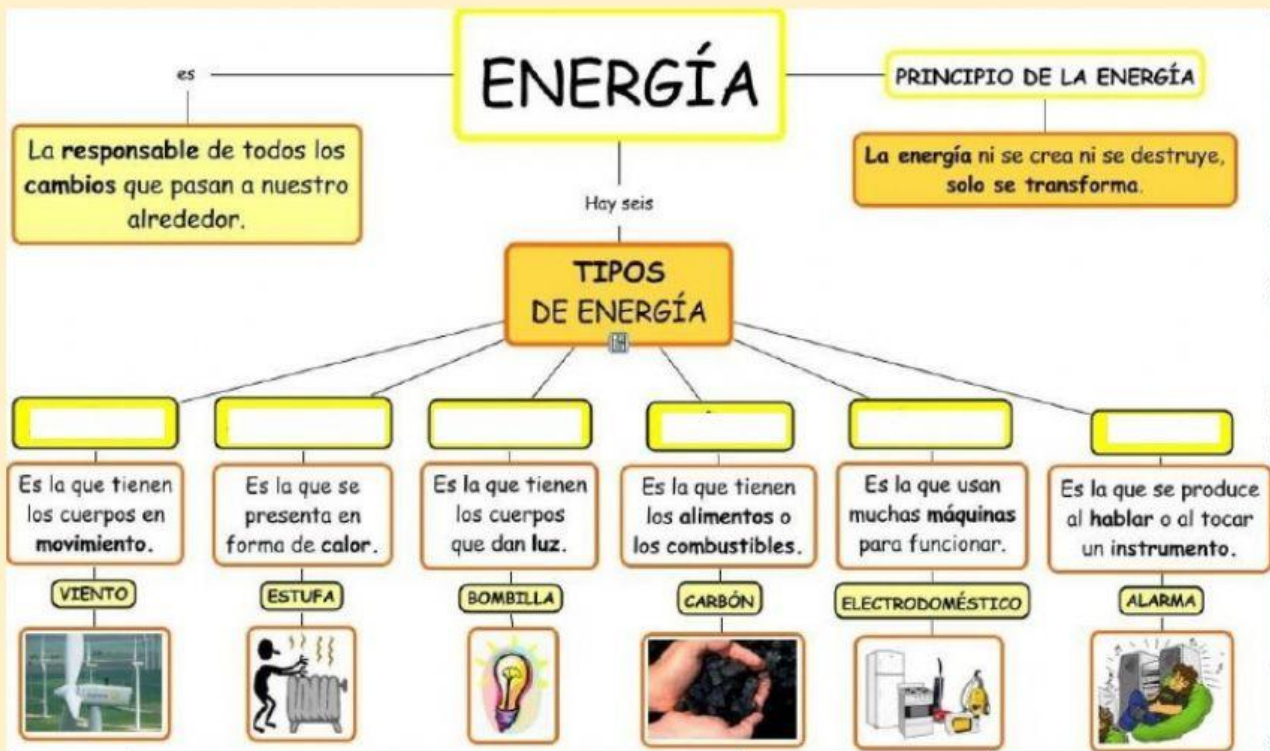 ENERGÍA
es
PRINCIPIO DE LA ENERGÍA
La responsable de todos los
cambios que pasan a nuestro
alrededor.
La energía ni se crea ni se destruye,
solo se transforma.
Hay seis
TIPOS
DE ENERGÍA
Es la que tienen
los cuerpos en
movimiento.
Es la que se
presenta en
forma de calor.
Es la que tienen
los cuerpos
que dan luz.
Es la que tienen
los alimentos o
los combustibles.
Es la que usan
muchas máquinas
para funcionar.
Es la que se produce
al hablar o al tocar
un instrumento.
VIENTO
ESTUFA
BOMBILLA
CARBÓN
ELECTRODOMÉSTICO
ALARMA